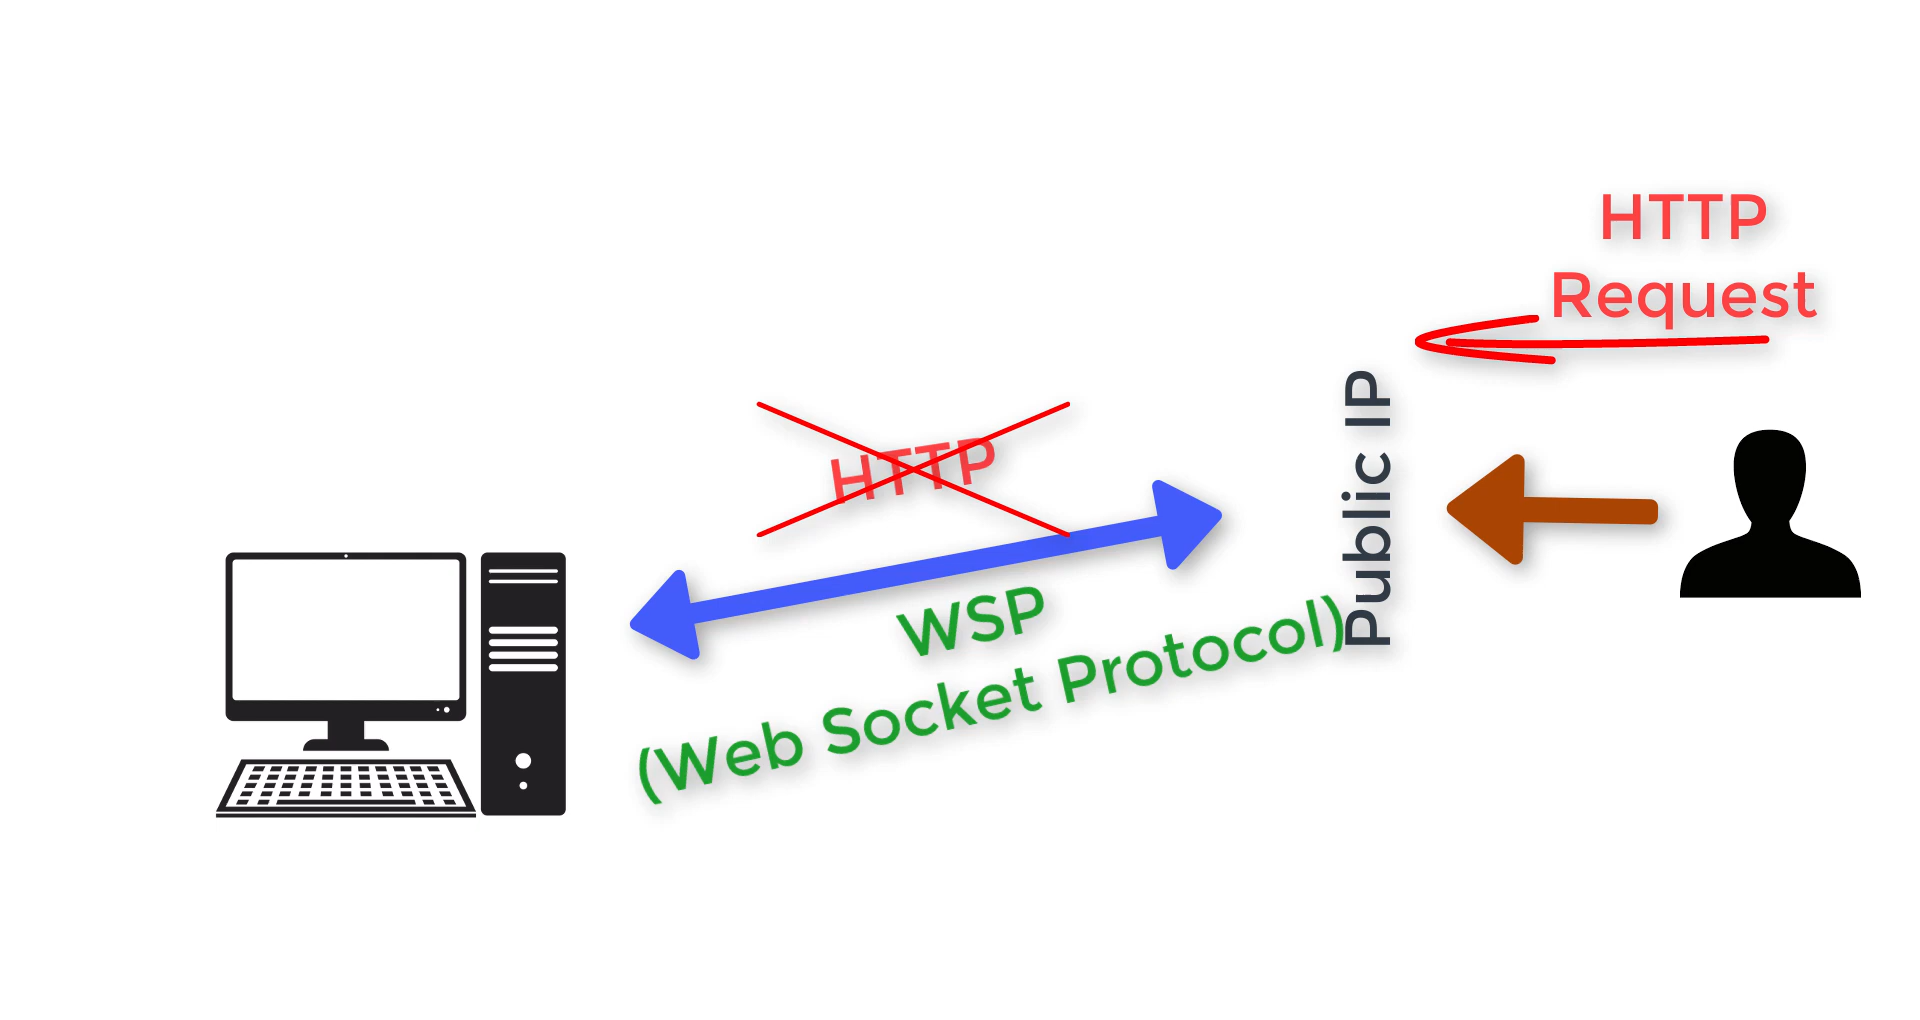 HTTP
Request
Public IP
HTTP
WSP
(Web Socket Protocol)